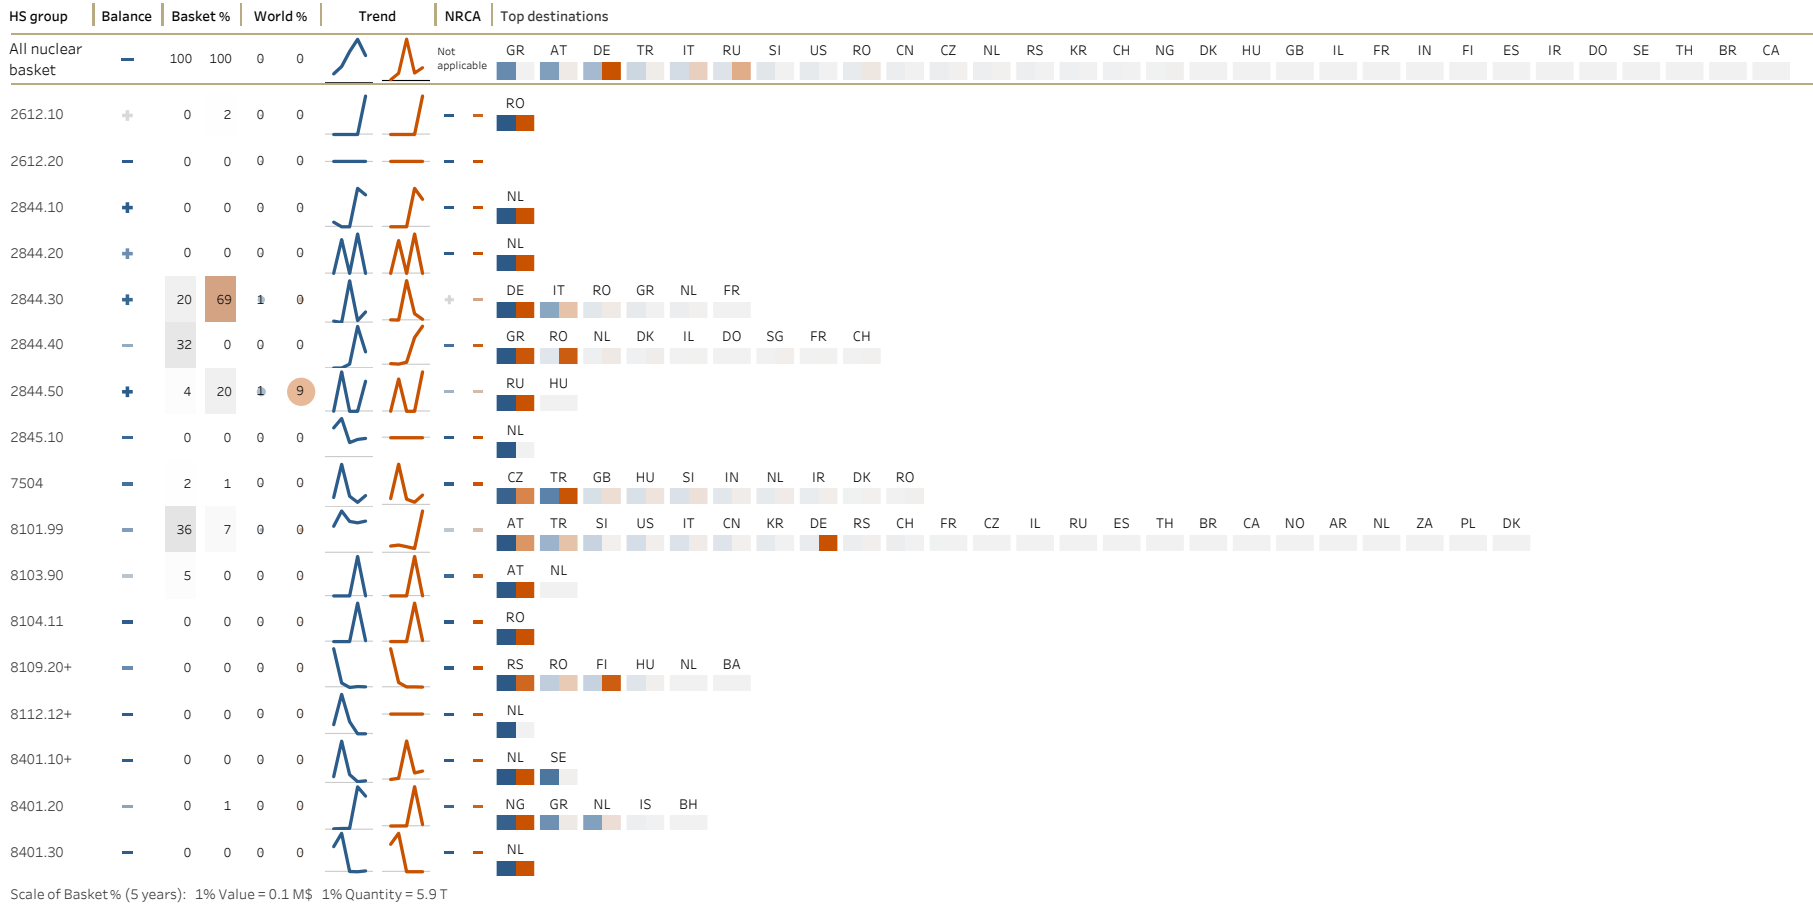 HS group Balance Basket % World % Trend NRCA Top destinations
All nuclear basket 100 100 0 0 Not applicable GR AT DE TR IT RU SI US RO CN CZ NL RS KR CH NG DK HU GB IL FR IN FI ES IR DO SE TH BR CA
2612.10 0 2 0 0 RO
2612.20 0 0 0 0
2844.10 0 0 0 0 NL
2844.20 0 0 0 0 NL
2844.30 20 69 1 0 DE IT RO GR NL FR
2844.40 32 0 0 0 GR RO NL DK IL DO SG FR CH
2844.50 4 20 1 9 RU HU
2845.10 0 0 0 0 NL
7504 2 1 0 0 CZ TR GB HU SI IN NL IR DK RO
8101.99 36 7 0 0 AT TR SI US IT CN KR DE RS CH FR CZ IL RU ES TH BR CA NO AR NL ZA PL DK
8103.90 5 0 0 0 AT NL
8104.11 0 0 0 0 RO
8109.20+ 0 0 0 0 RS RO FI HU NL BA
8112.12+ 0 0 0 0 NL
8401.10+ 0 0 0 0 NL SE
8401.20 0 1 0 0 NG GR NL IS BH
8401.30 0 0 0 0 NL
Scale of Basket% (5 years): 1% Value = 0.1 M$ 1% Quantity = 5.9 T